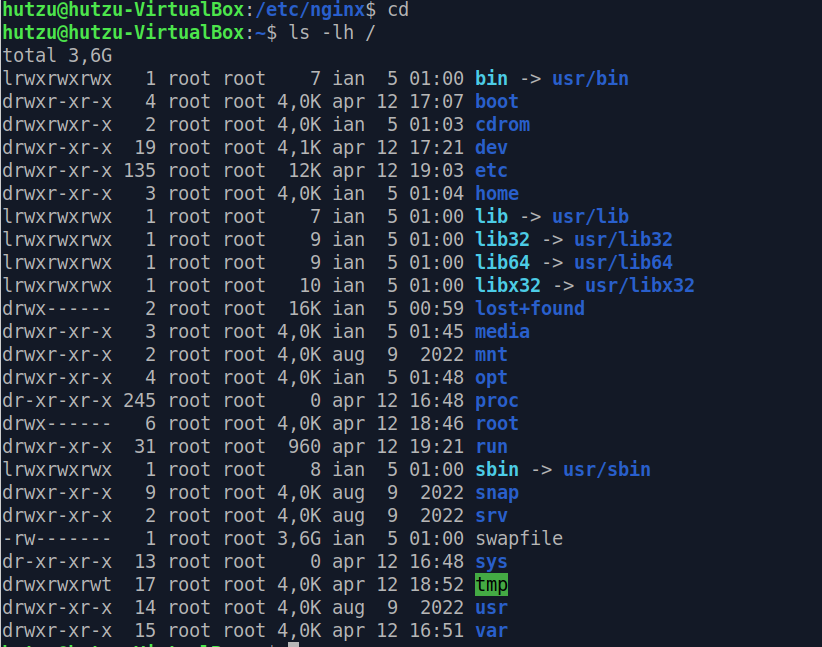 hutzu@hutzu-VirtualBox:/etc/nginx$ cd
hutzu@hutzu-VirtualBox:~$ ls -lh /
total 3,6G
lrwxrwxrwx   1 root root    7 ian  5 01:00 bin -> usr/bin
drwxr-xr-x   4 root root 4,0K apr 12 17:07 boot
drwxrwxr-x   2 root root 4,0K ian  5 01:03 cdrom
drwxr-xr-x  19 root root 4,1K apr 12 17:21 dev
drwxr-xr-x 135 root root  12K apr 12 19:03 etc
drwxr-xr-x   3 root root 4,0K ian  5 01:04 home
lrwxrwxrwx   1 root root    7 ian  5 01:00 lib -> usr/lib
lrwxrwxrwx   1 root root    9 ian  5 01:00 lib32 -> usr/lib32
lrwxrwxrwx   1 root root    9 ian  5 01:00 lib64 -> usr/lib64
lrwxrwxrwx   1 root root   10 ian  5 01:00 libx32 -> usr/libx32
drwx------   2 root root  16K ian  5 00:59 lost+found
drwxr-xr-x   3 root root 4,0K ian  5 01:45 media
drwxr-xr-x   2 root root 4,0K aug  9  2022 mnt
drwxr-xr-x   4 root root 4,0K ian  5 01:48 opt
dr-xr-xr-x 245 root root    0 apr 12 16:48 proc
drwx------   6 root root 4,0K apr 12 18:46 root
drwxr-xr-x  31 root root  960 apr 12 19:21 run
lrwxrwxrwx   1 root root    8 ian  5 01:00 sbin -> usr/sbin
drwxr-xr-x   9 root root 4,0K aug  9  2022 snap
drwxr-xr-x   2 root root 4,0K aug  9  2022 srv
-rw-------   1 root root 3,6G ian  5 01:00 swapfile
dr-xr-xr-x  13 root root    0 apr 12 16:48 sys
drwxrwxrwt  17 root root 4,0K apr 12 18:52 tmp
drwxr-xr-x  14 root root 4,0K aug  9  2022 usr
drwxr-xr-x  15 root root 4,0K apr 12 16:51 var
hutzu@hutzu-VirtualBox:~$